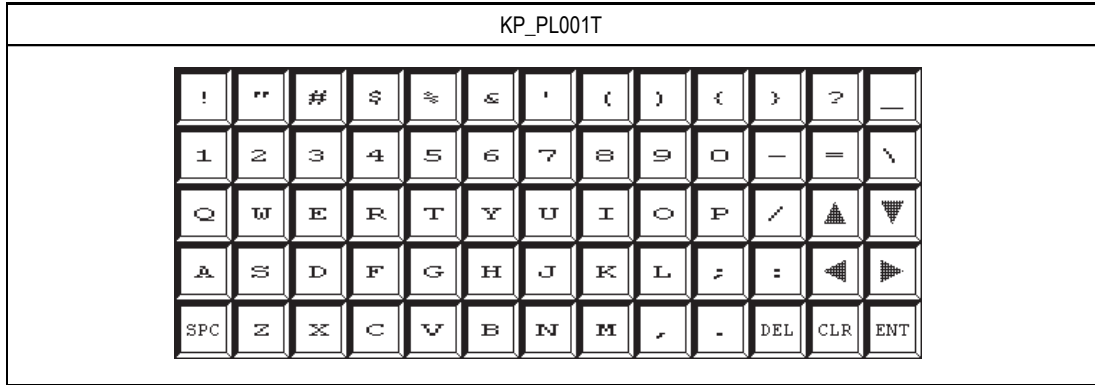 KP_PL001T
! " # $ % & ' ( ) { } ? _
1 2 3 4 5 6 7 8 9 0 - = \
Q W E R T Y U I O P / ▲ ▼
A S D F G H J K L ; : ◀ ▶
SPC Z X C V B N M , . DEL CLR ENT